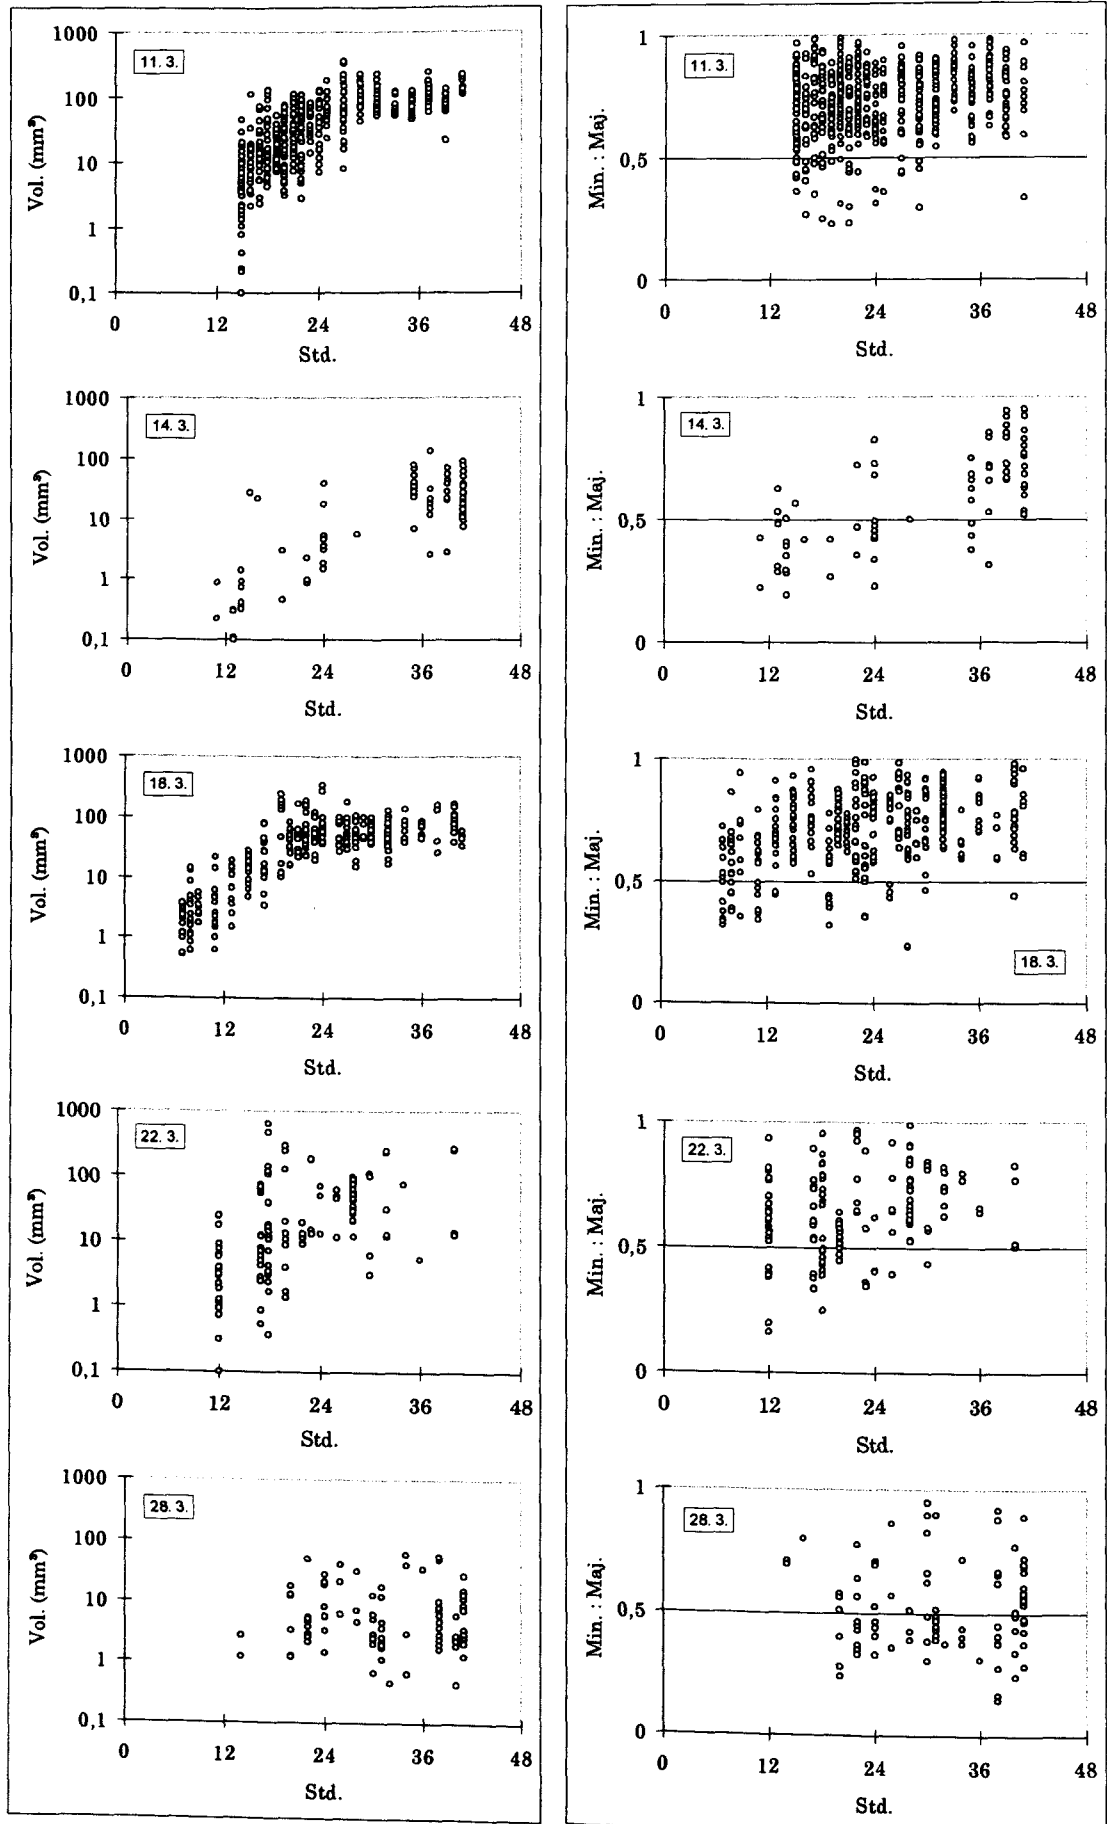 1000
100
10
1
0,1
Vol. (mm³)
11. 3.
0 12 24 36 48
Std.
1
0,5
0
Min. : Maj.
11. 3.
0 12 24 36 48
Std.
1000
100
10
1
0,1
Vol. (mm³)
14. 3.
0 12 24 36 48
Std.
1
0,5
0
Min. : Maj.
14. 3.
0 12 24 36 48
Std.
1000
100
10
1
0,1
Vol. (mm³)
18. 3.
0 12 24 36 48
Std.
1
0,5
0
Min. : Maj.
18. 3.
0 12 24 36 48
Std.
1000
100
10
1
0,1
Vol. (mm³)
22. 3.
0 12 24 36 48
Std.
1
0,5
0
Min. : Maj.
22. 3.
0 12 24 36 48
Std.
1000
100
10
1
0,1
Vol. (mm³)
28. 3.
0 12 24 36 48
Std.
1
0,5
0
Min. : Maj.
28. 3.
0 12 24 36 48
Std.